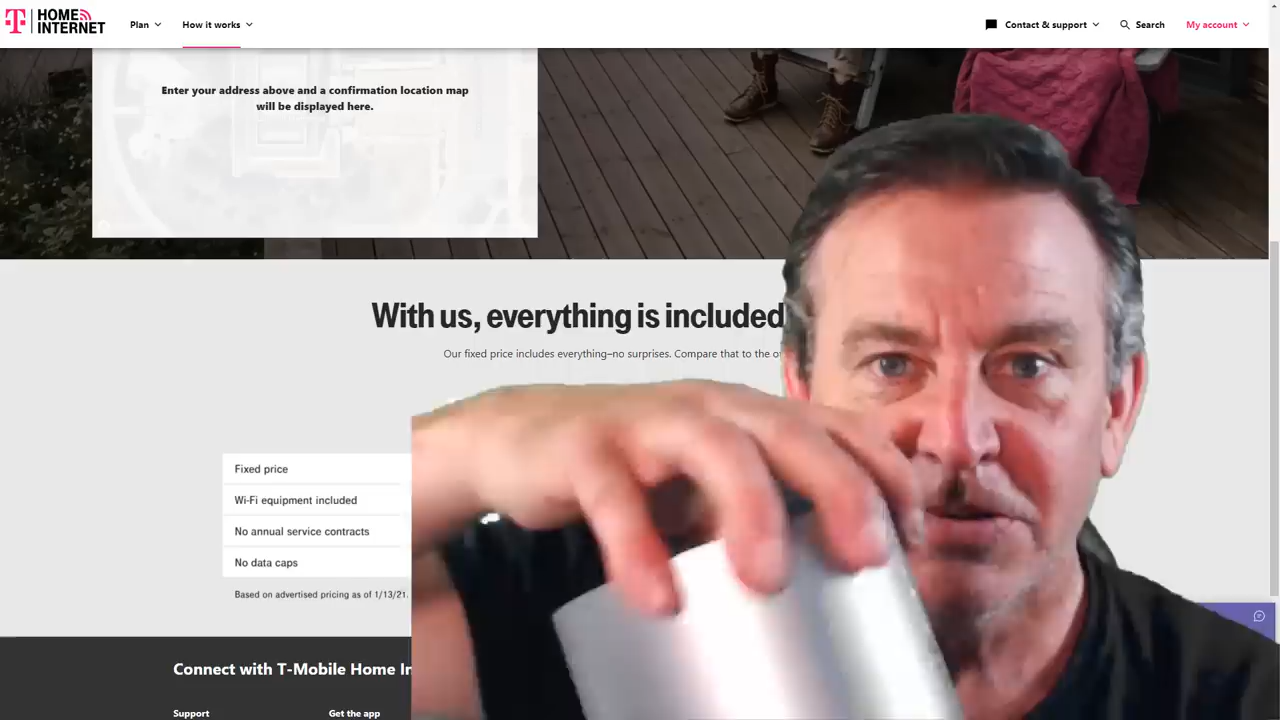 T HOME INTERNET
Plan
How it works
Contact & support
Search
My account
Enter your address above and a confirmation location map
will be displayed here.
With us, everything is included
Our fixed price includes everything–no surprises. Compare that to the
Fixed price
Wi-Fi equipment included
No annual service contracts
No data caps
Based on advertised pricing as of 1/13/21.
Connect with T-Mobile Home
Support
Get the app